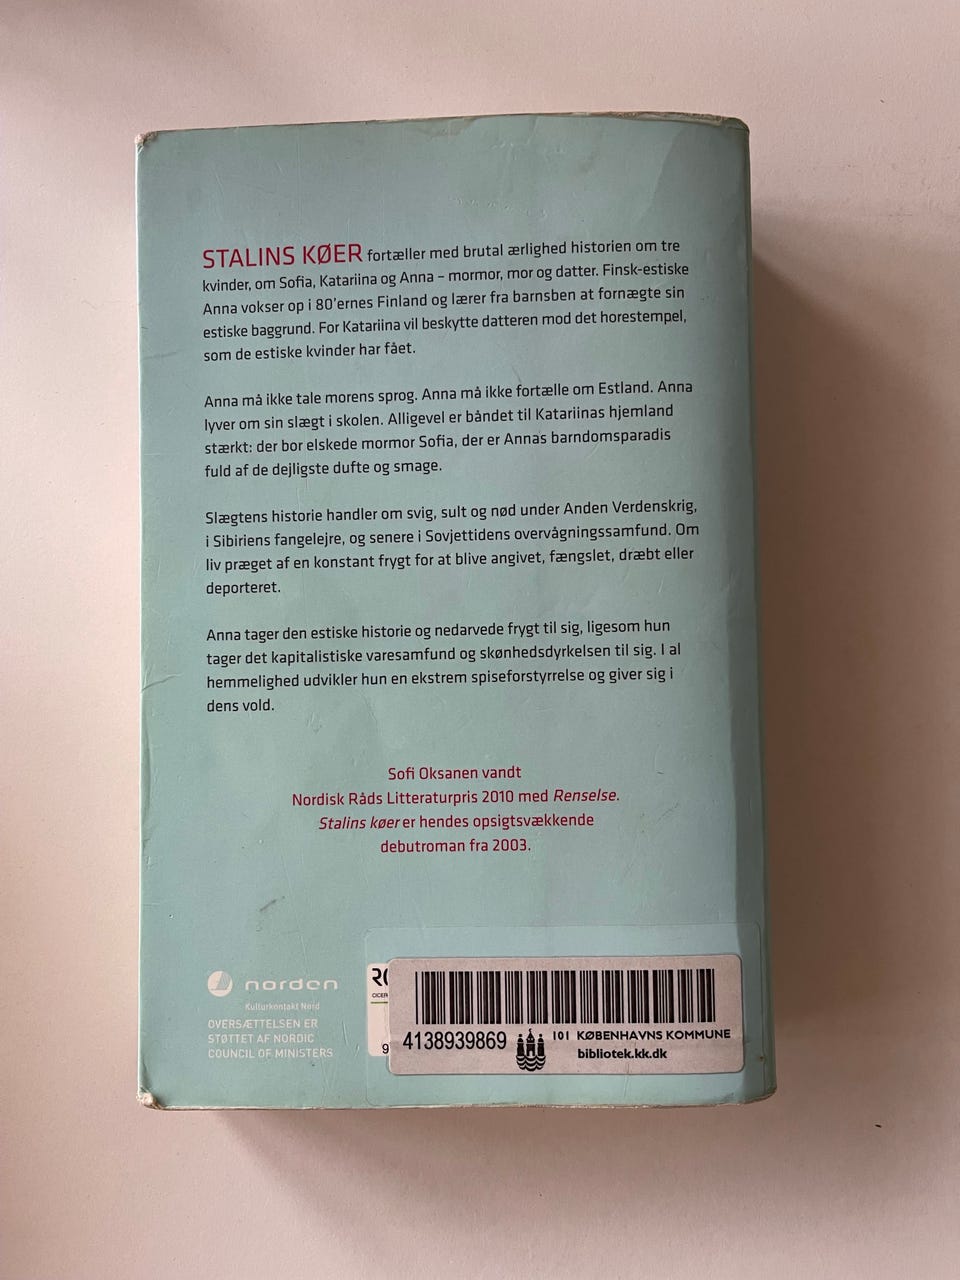 STALINS KØER fortæller med brutal ærlighed historien om tre
kvinder, om Sofia, Katariina og Anna – mormor, mor og datter. Finsk-estiske
Anna vokser op i 80'ernes Finland og lærer fra barnsben at fornægte sin
estiske baggrund. For Katariina vil beskytte datteren mod det horestempel,
som de estiske kvinder har fået.
Anna må ikke tale morens sprog. Anna må ikke fortælle om Estland. Anna
lyver om sin slægt i skolen. Alligevel er båndet til Katariinas hjemland
stærkt: der bor elskede mormor Sofia, der er Annas barndomsparadis
fuld af de dejligste dufte og smage.
Slægtens historie handler om svig, sult og nød under Anden Verdenskrig,
i Sibiriens fangelejre, og senere i Sovjettidens overvågningssamfund. Om
liv præget af en konstant frygt for at blive angivet, fængslet, dræbt eller
deporteret.
Anna tager den estiske historie og nedarvede frygt til sig, ligesom hun
tager det kapitalistiske varesamfund og skønhedsdyrkelsen til sig. I al
hemmelighed udvikler hun en ekstrem spiseforstyrrelse og giver sig i
dens vold.
Sofi Oksanen vandt
Nordisk Råds Litteraturpris 2010 med Renselse.
Stalins køer er hendes opsigtsvækkende
debutroman fra 2003.
norden
Kulturkontakt Nord
OVERSÆTTELSEN ER
STØTTET AF NORDIC
COUNCIL OF MINISTERS
4138939869
101 KØBENHAVNS KOMMUNE
bibliotek.kk.dk